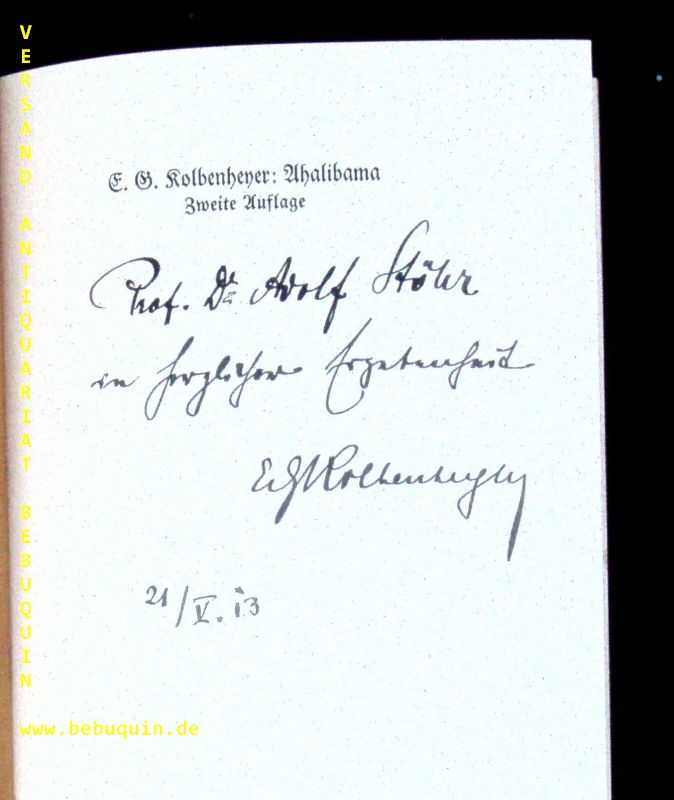 VERSAND ANTIQUARIAT BEBUQUIN
E. G. Kolbenheyer: Ahalibama
Zweite Auflage
Prof. Dr Adolf Stöhr
in herzlicher Ergebenheit
EGKolbenheyer
21/V. 13
www.bebuquin.de